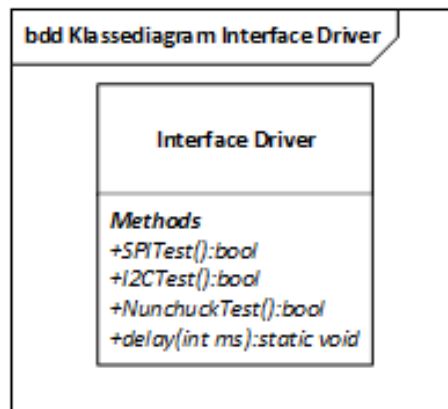 bdd Klassediagram Interface Driver
Interface Driver
Methods
+SPITest():bool
+I2CTest():bool
+NunchuckTest():bool
+delay(int ms):static void